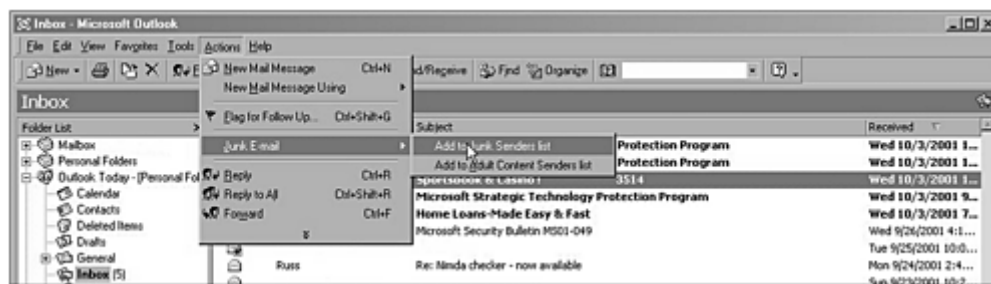 Inbox - Microsoft Outlook
File Edit View Favorites Tools Actions Help
New
Send/Receive Find Organize
Inbox
New Mail Message Ctrl+N
New Mail Message Using
Flag for Follow Up... Ctrl+Shift+G
Junk E-mail
Reply Ctrl+R
Reply to All Ctrl+Shift+R
Forward Ctrl+F
Add to Junk Senders list
Add to Adult Content Senders list
Folder List
Mailbox
Personal Folders
Outlook Today - [Personal Fol
Calendar
Contacts
Deleted Items
Drafts
General
Inbox (5)
Subject Received
Protection Program Wed 10/3/2001 1...
Protection Program Wed 10/3/2001 1...
Sportsbook & Casino! 3514 Wed 10/3/2001 1...
Microsoft Strategic Technology Protection Program Wed 10/3/2001 9...
Home Loans-Made Easy & Fast Wed 10/3/2001 7...
Microsoft Security Bulletin MS01-049 Wed 9/26/2001 4:1...
Tue 9/25/2001 10:0...
Russ Re: Nimda checker - now available Mon 9/24/2001 2:4...
Sun 9/23/2001 10:2...